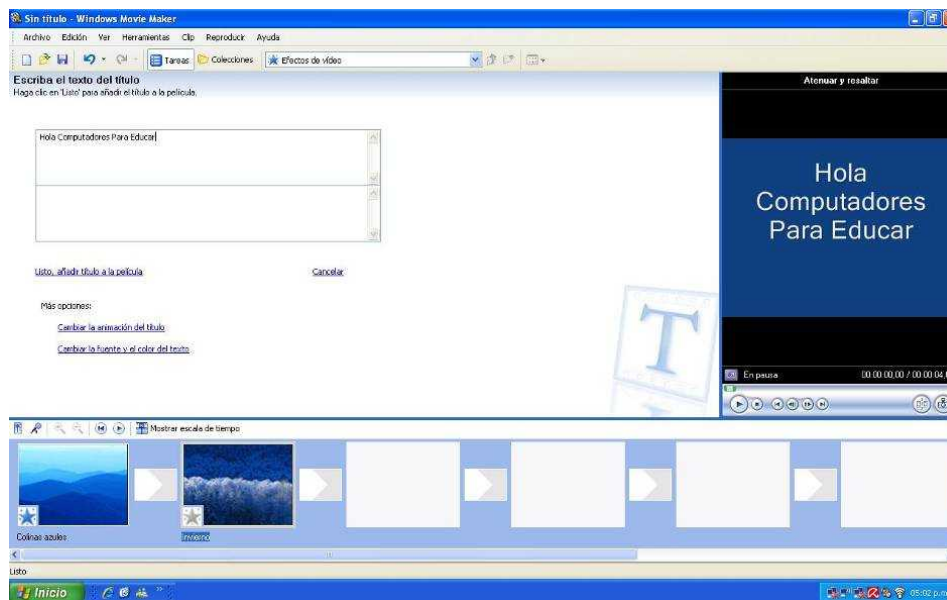 Sin título - Windows Movie Maker
Archivo Edición Ver Herramientas Clip Reproducir Ayuda
Tareas Colecciones Efectos de vídeo
Escriba el texto del título
Haga clic en 'Listo' para añadir el título a la película.
Atenuar y resaltar
Hola Computadores Para Educar
Hola
Computadores
Para Educar
Listo, añadir título a la película Cancelar
Más opciones:
Cambiar la animación del título
Cambiar la fuente y el color del texto
T
En pausa 00:00:00,00 / 00:00:04,
Mostrar escala de tiempo
Colinas azules Invierno
Listo
Inicio 05:02 p.m.